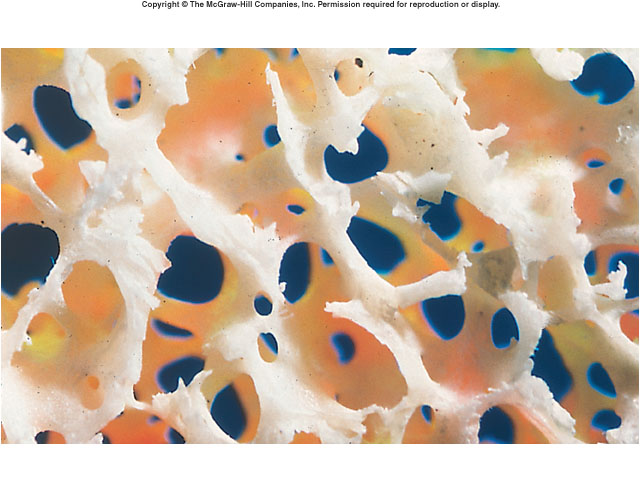 Copyright © The McGraw-Hill Companies, Inc. Permission required for reproduction or display.